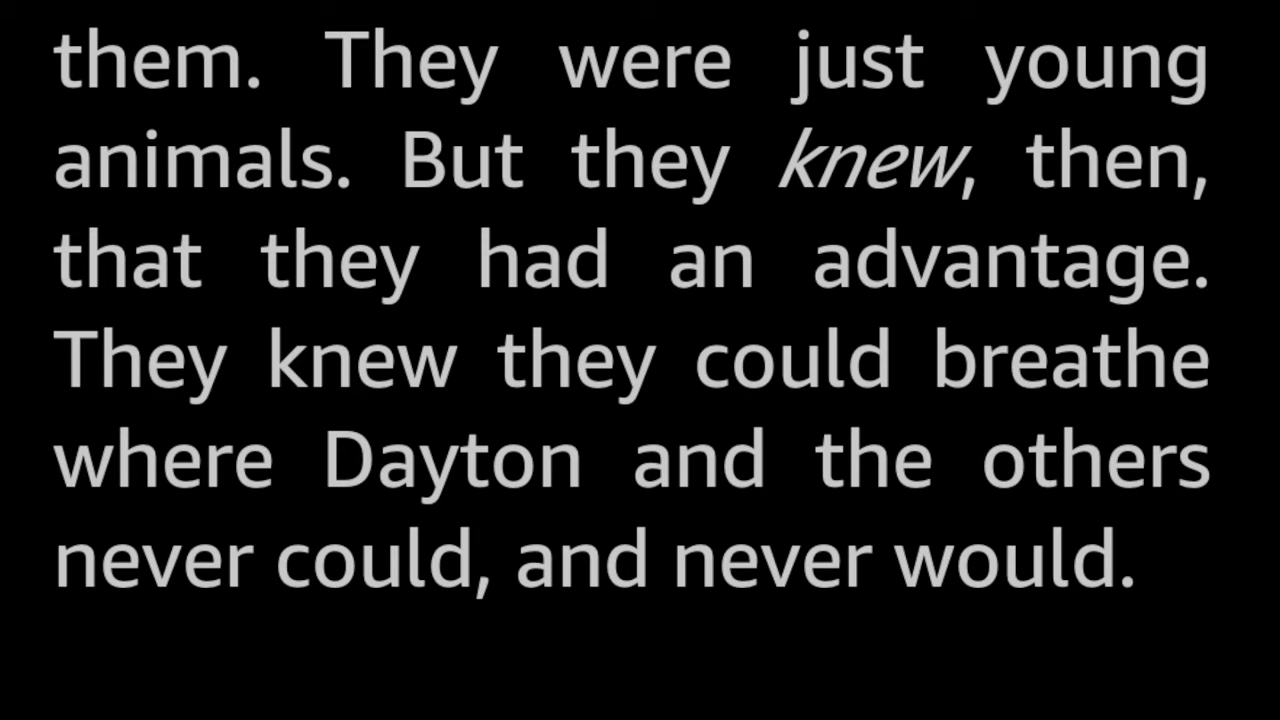 them. They were just young
animals. But they knew, then,
that they had an advantage.
They knew they could breathe
where Dayton and the others
never could, and never would.